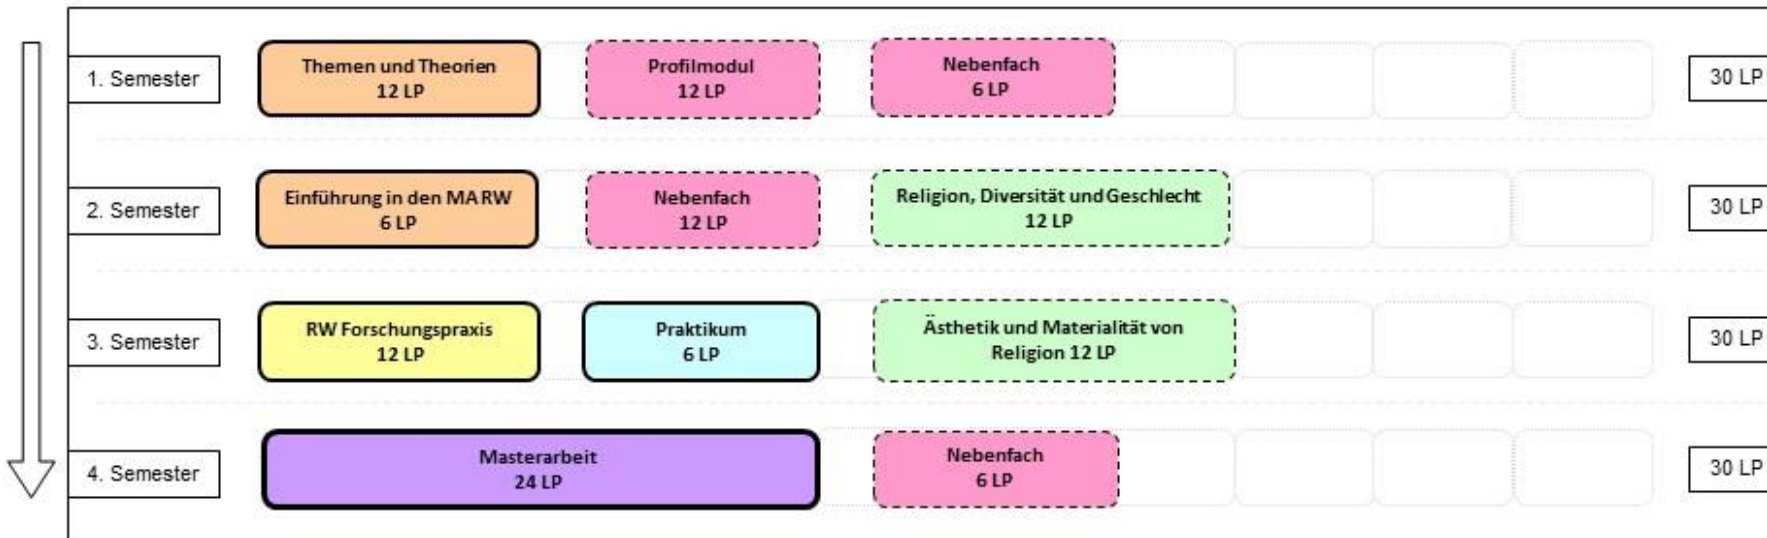 1. Semester
Themen und Theorien
12 LP
Profilmodul
12 LP
Nebenfach
6 LP
30 LP
2. Semester
Einführung in den MARW
6 LP
Nebenfach
12 LP
Religion, Diversität und Geschlecht
12 LP
30 LP
3. Semester
RW Forschungspraxis
12 LP
Praktikum
6 LP
Ästhetik und Materialität von
Religion 12 LP
30 LP
4. Semester
Masterarbeit
24 LP
Nebenfach
6 LP
30 LP